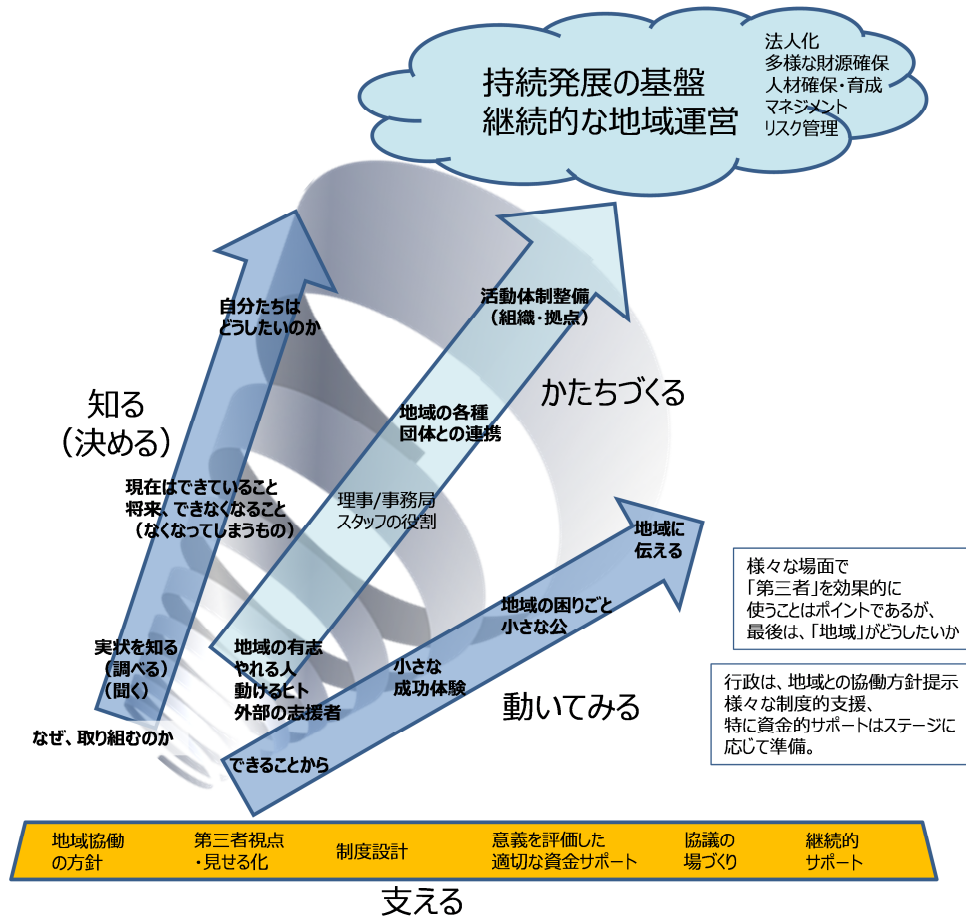 持続発展の基盤
継続的な地域運営
法人化
多様な財源確保
人材確保・育成
マネジメント
リスク管理
自分たちは
どうしたいのか
活動体制整備
（組織・拠点）
知る
（決める）
かたちづくる
地域の各種
団体との連携
現在はできていること
将来、できなくなること
（なくなってしまうもの）
理事/事務局
スタッフの役割
地域に
伝える
様々な場面で
「第三者」を効果的に
使うことはポイントであるが、
最後は、「地域」がどうしたいか
地域の困りごと
小さな公
実状を知る
（調べる）
（聞く）
地域の有志
やれる人
動けるヒト
外部の志援者
小さな
成功体験
動いてみる
行政は、地域との協働方針提示
様々な制度的支援、
特に資金的サポートはステージに
応じて準備。
なぜ、取り組むのか
できることから
地域協働
の方針
第三者視点
・見せる化
制度設計
意義を評価した
適切な資金サポート
協議の
場づくり
継続的
サポート
支える